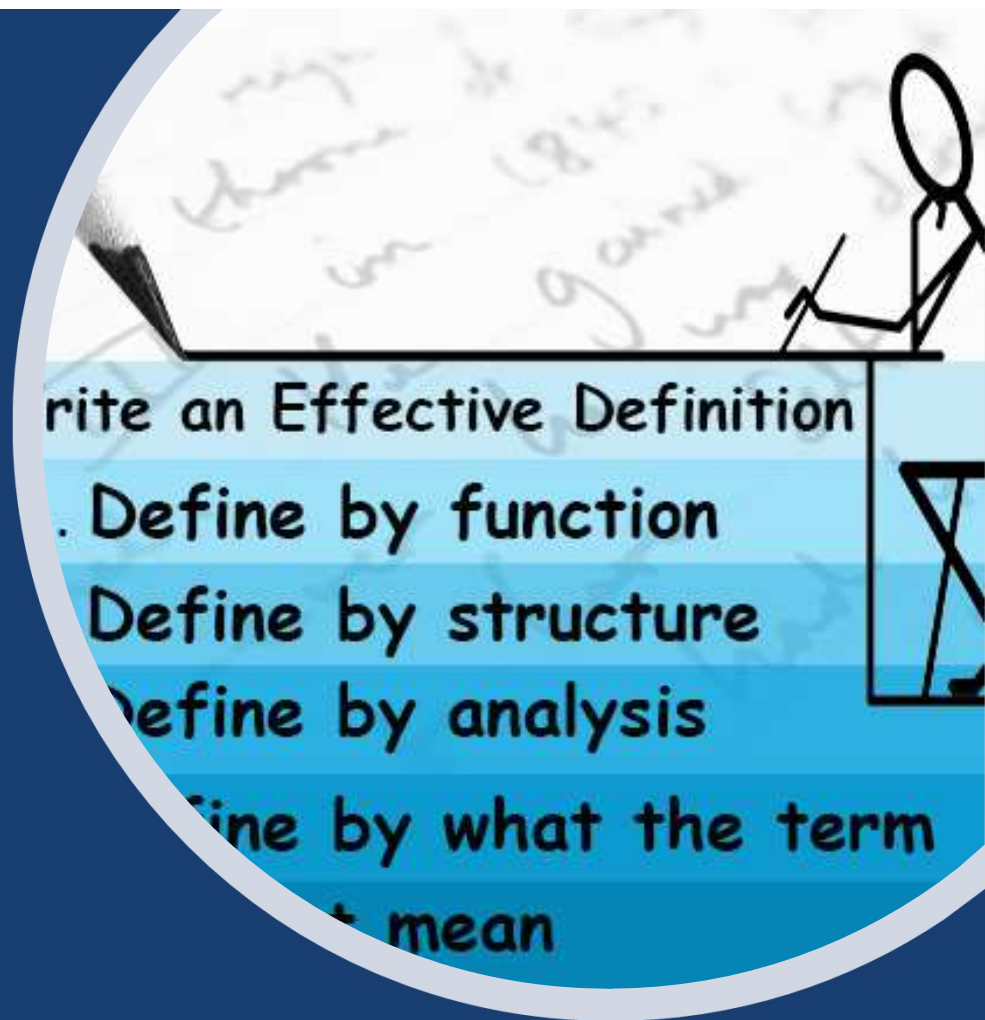 rite an Effective Definition
. Define by function
Define by structure
efine by analysis
ine by what the term
t mean